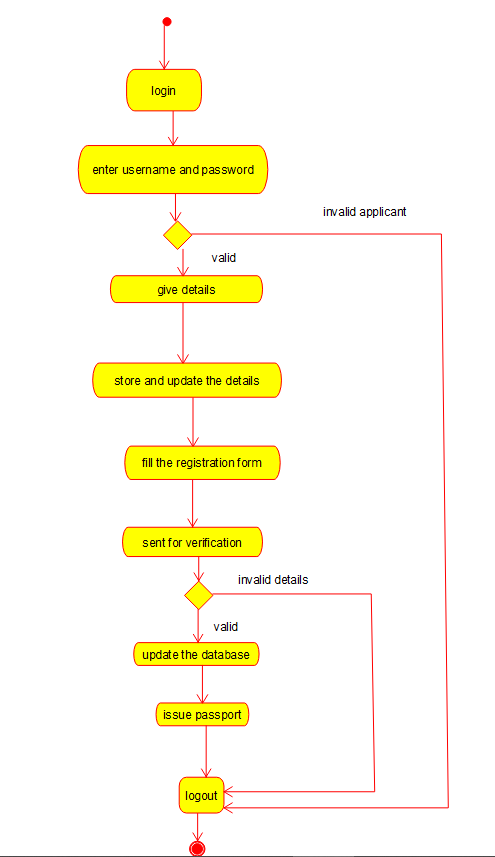 login
enter username and password
invalid applicant
valid
give details
store and update the details
fill the registration form
sent for verification
invalid details
valid
update the database
issue passport
logout